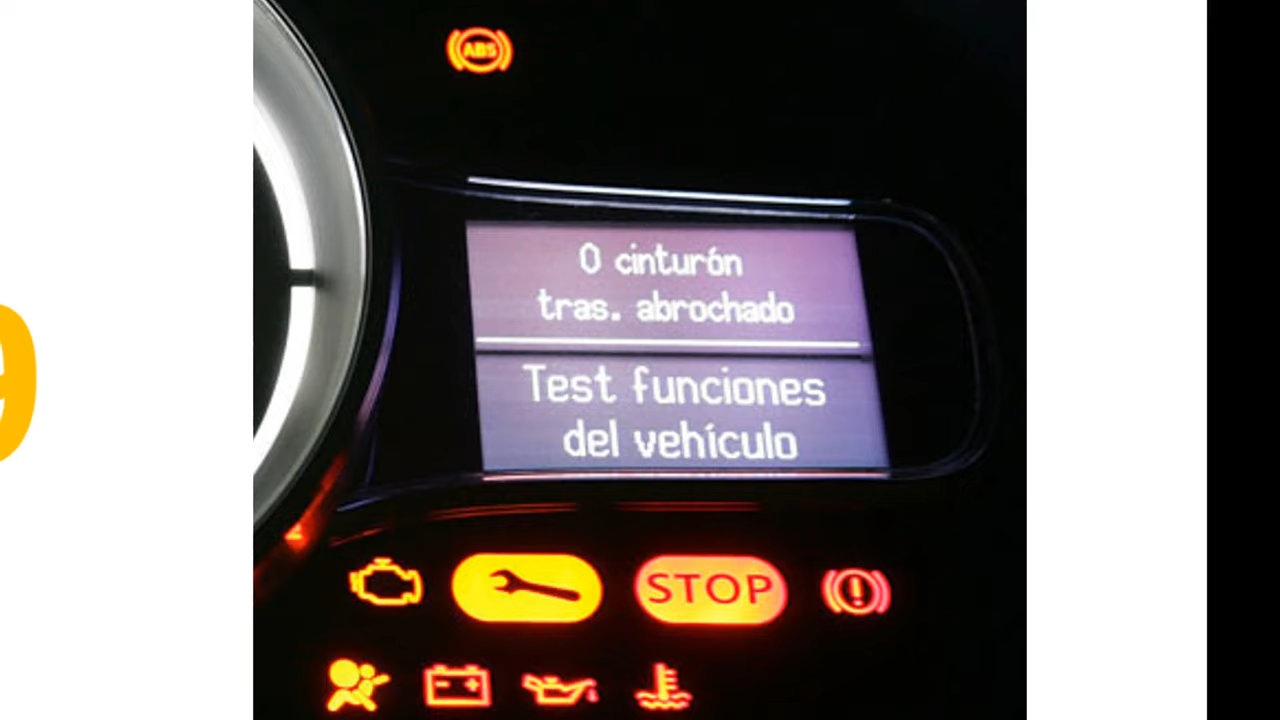 ABS
0 cinturón
tras. abrochado
Test funciones
del vehículo
STOP